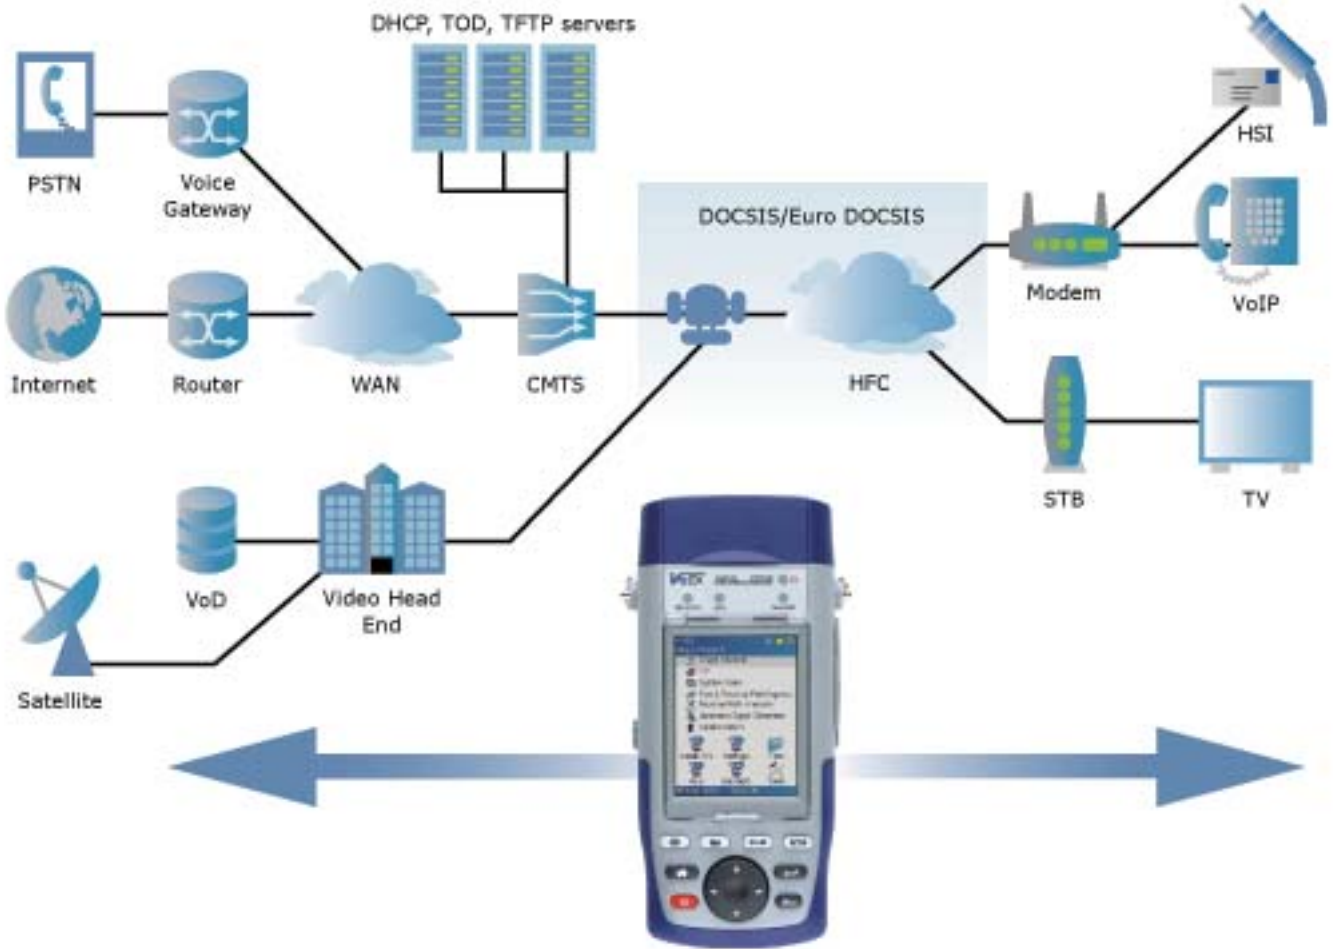 DHCP, TOD, TFTP servers
PSTN
Voice
Gateway
HSI
DOCSIS/Euro DOCSIS
Modem
VoIP
Internet
Router
WAN
CMTS
HFC
STB
TV
VoD
Video Head
End
Satellite